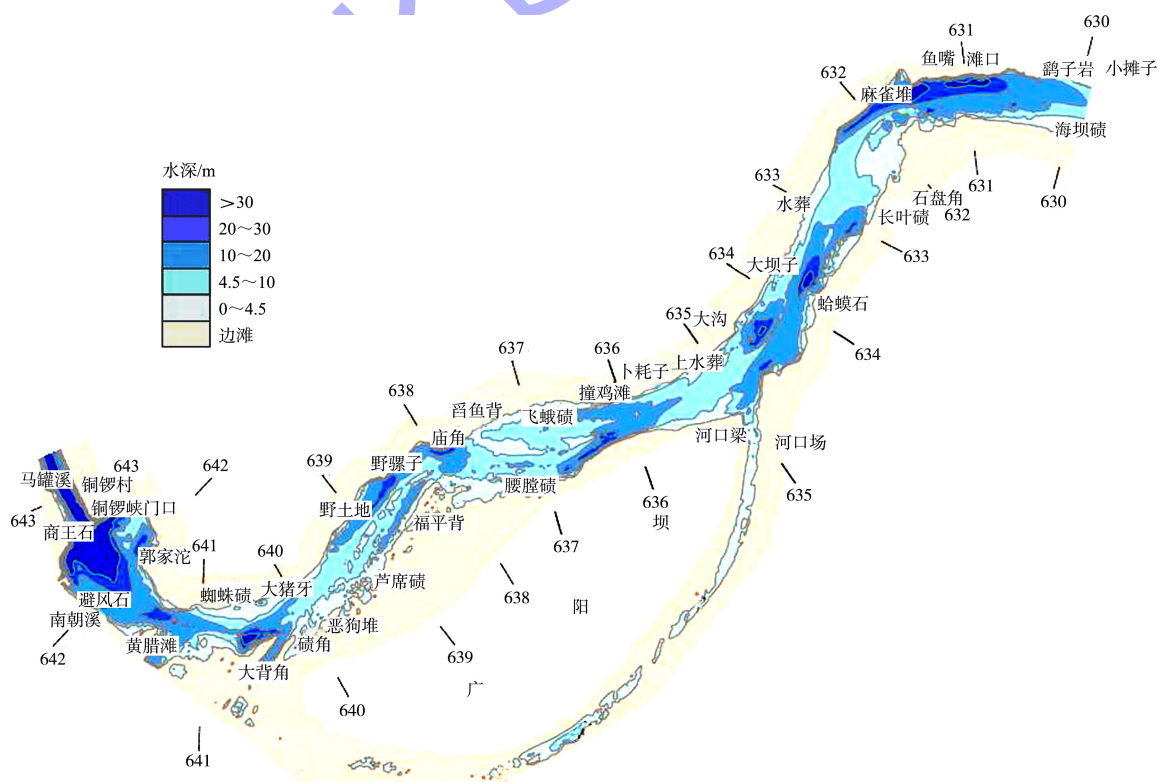 630
631
鱼嘴 滩口
鹞子岩 小摊子
632
麻雀堆
海坝碛
631
630
石盘角
632
长叶碛
633
633
水葬
水深/m
>30
20～30
10～20
4.5～10
0～4.5
边滩
634
大坝子
蛤蟆石
634
635
大沟
上水葬
636
卜耗子
撞鸡滩
637
638
飞蛾碛
庙角
河口梁
河口场
635
野骡子
腰膛碛
636
坝
637
639
野土地
福平背
马罐溪
铜锣村
643
642
643
铜锣峡门口
商王石
郭家沱
641
640
638
阳
芦席碛
大猪牙
蜘蛛碛
避风石
南朝溪
恶狗堆
碛角
639
642
黄腊滩
大背角
广
640
641